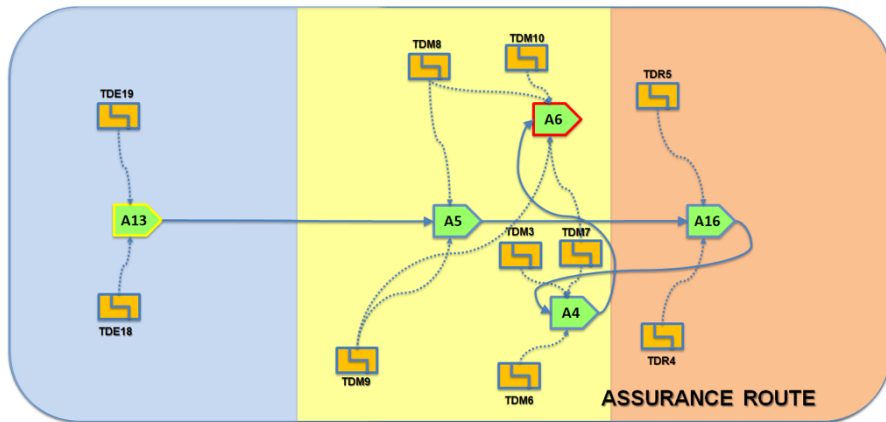 TDM10
TDM8
TDR5
TDE19
A6
A13
A5
A16
TDM3
TDM7
A4
TDE18
TDR4
TDM9
TDM6
ASSURANCE ROUTE